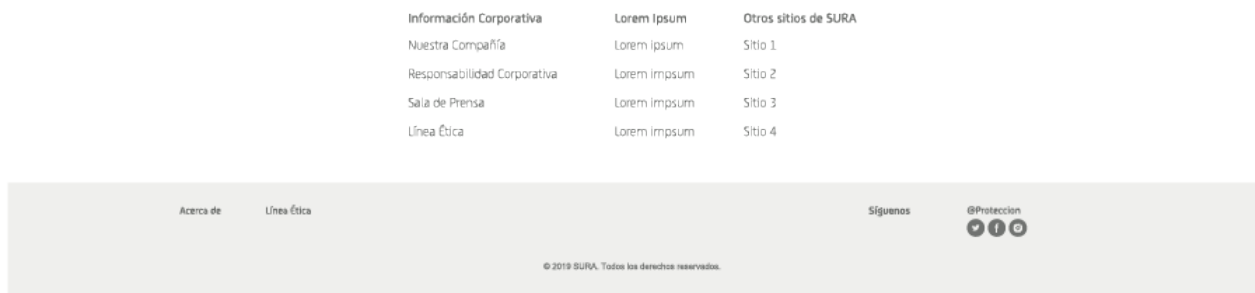 Información Corporativa
Nuestra Compañía
Responsabilidad Corporativa
Sala de Prensa
Línea Ética
Lorem Ipsum
Lorem ipsum
Lorem impsum
Lorem impsum
Lorem impsum
Otros sitios de SURA
Sitio 1
Sitio 2
Sitio 3
Sitio 4
Acerca de
Línea Ética
Síguenos
@Proteccion
© 2019 SURA. Todos los derechos reservados.